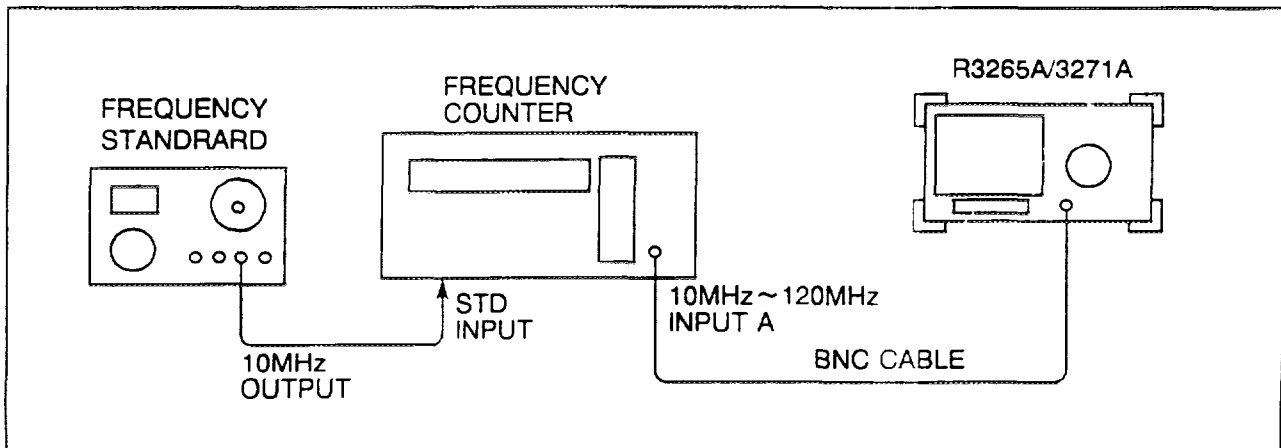 FREQUENCY
STANDRARD
FREQUENCY
COUNTER
R3265A/3271A
STD
INPUT
10MHz~120MHz
INPUT A
10MHz
OUTPUT
BNC CABLE